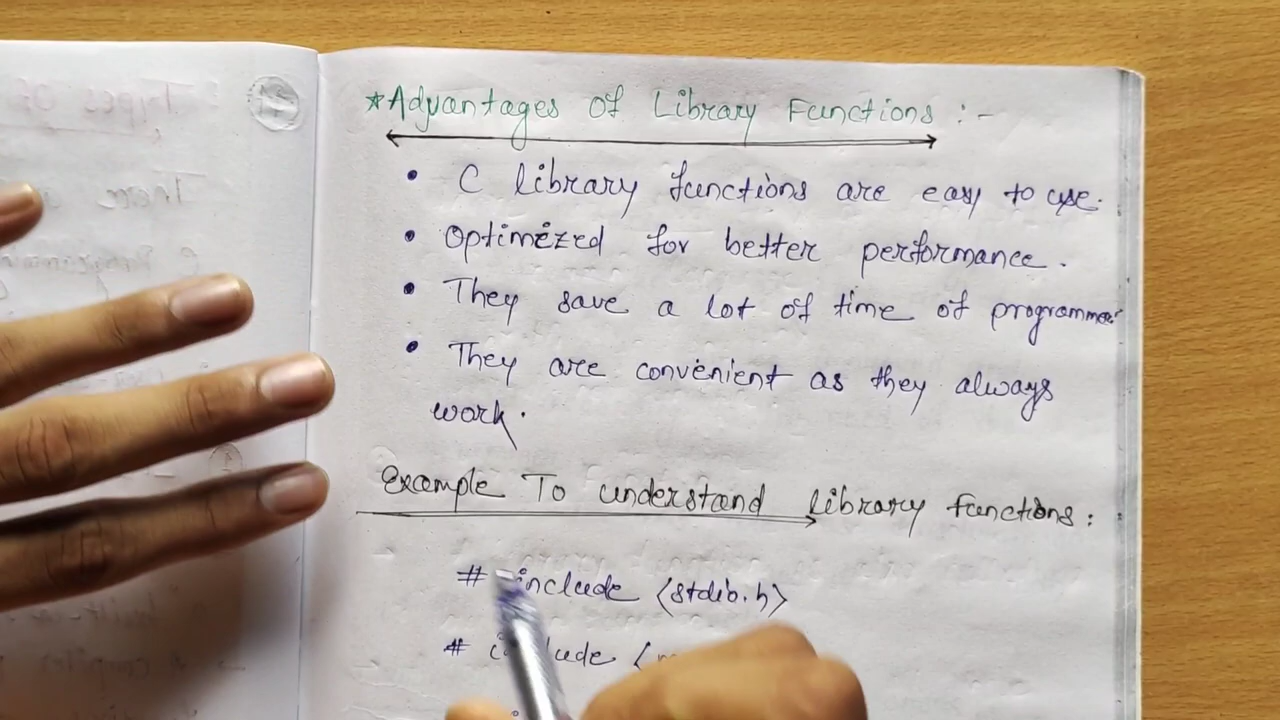 *Advantages Of Library Functions :-
• C library functions are easy to use.
• Optimized for better performance.
• They save a lot of time of programmer
• They are convenient as they always
work.
Example To understand library functions:
# include <stdib.h>
# include <m